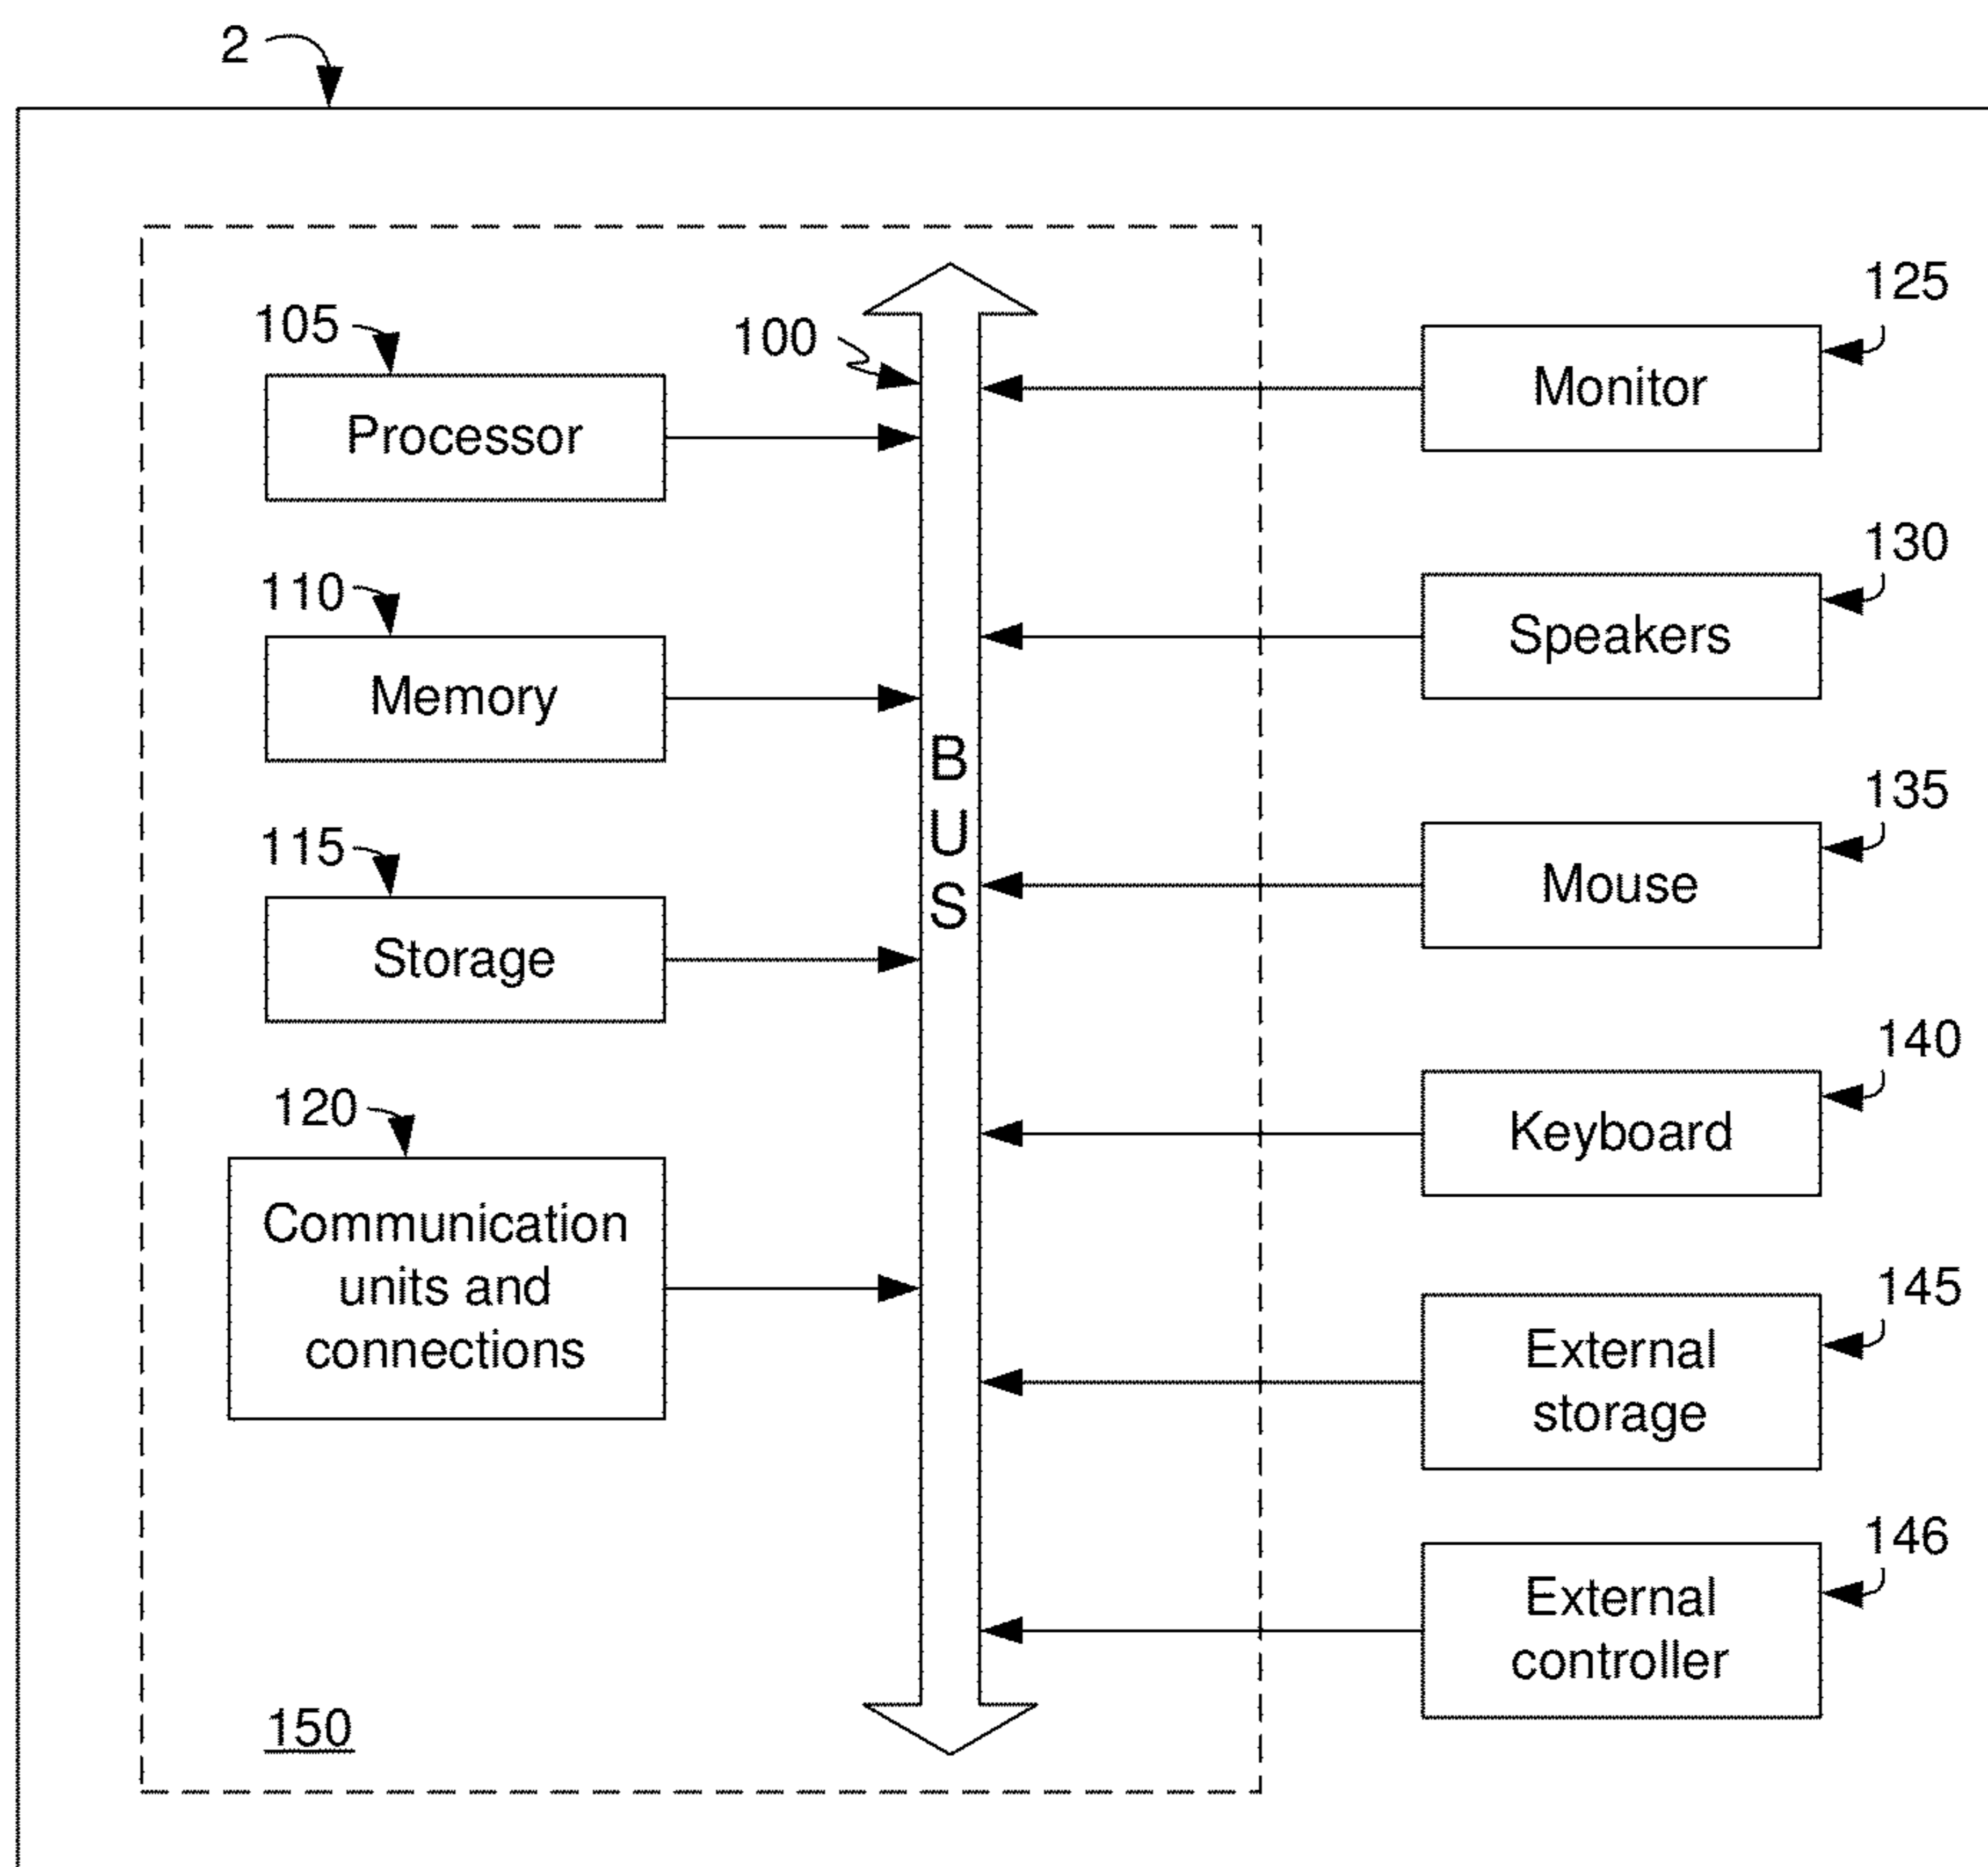 2
105
Processor
100
110
Memory
115
Storage
120
Communication
units and
connections
150
B
U
S
125
Monitor
130
Speakers
135
Mouse
140
Keyboard
145
External
storage
146
External
controller